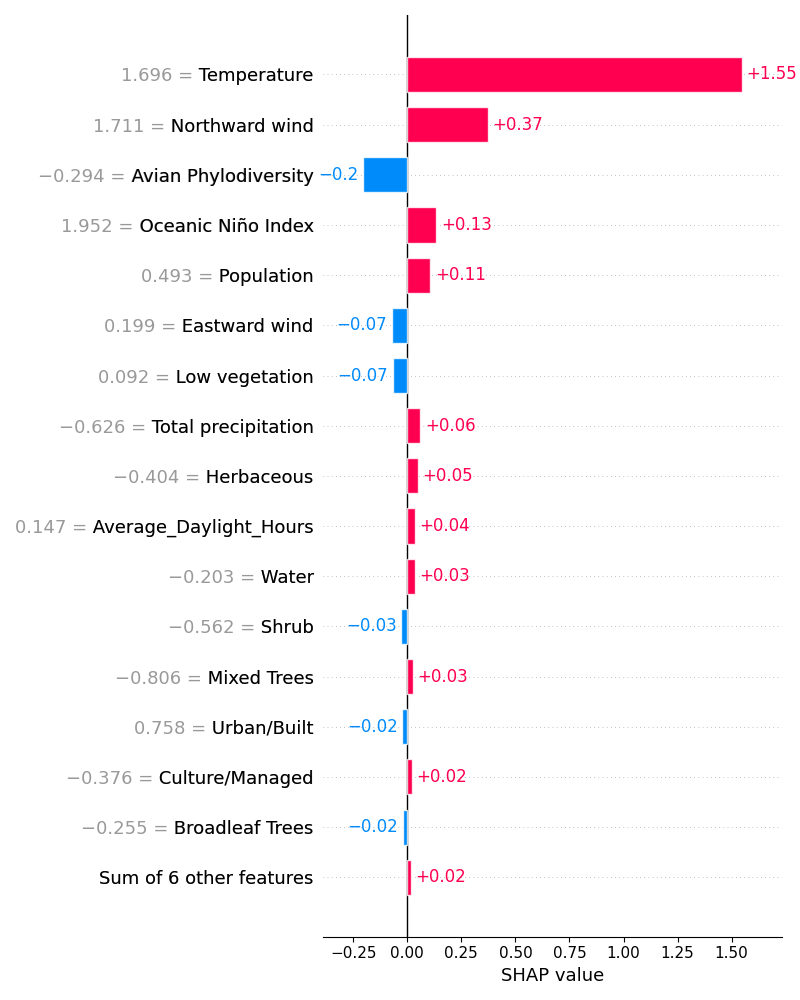 1.696 = Temperature +1.55
1.711 = Northward wind +0.37
−0.294 = Avian Phylodiversity −0.2
1.952 = Oceanic Niño Index +0.13
0.493 = Population +0.11
0.199 = Eastward wind −0.07
0.092 = Low vegetation −0.07
−0.626 = Total precipitation +0.06
−0.404 = Herbaceous +0.05
0.147 = Average_Daylight_Hours +0.04
−0.203 = Water +0.03
−0.562 = Shrub −0.03
−0.806 = Mixed Trees +0.03
0.758 = Urban/Built −0.02
−0.376 = Culture/Managed +0.02
−0.255 = Broadleaf Trees −0.02
Sum of 6 other features +0.02
−0.25 0.00 0.25 0.50 0.75 1.00 1.25 1.50
SHAP value